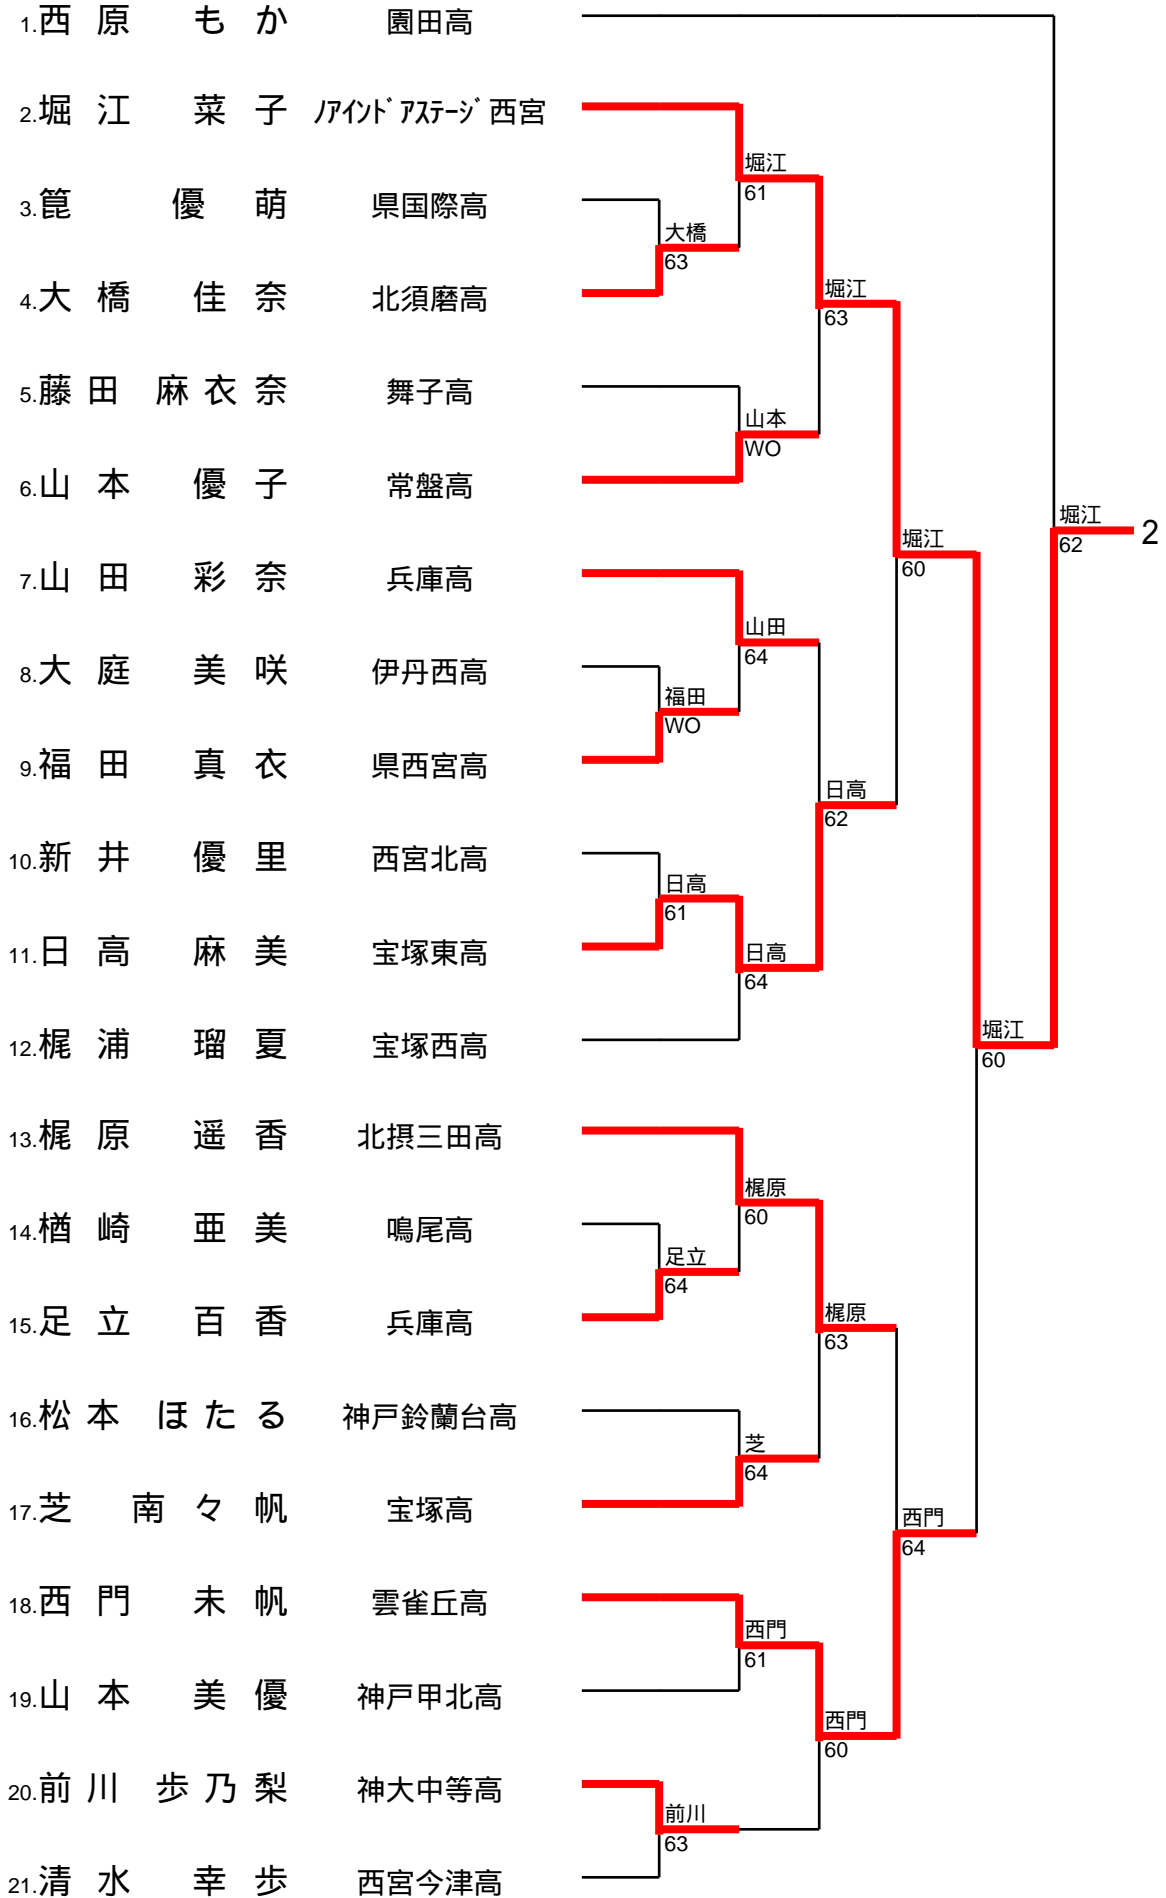 1.西原 もか 園田高
2.堀江 菜子 ﾉｱｲﾝﾄﾞｱｽﾃｰｼﾞ西宮
堀江
61
3.箆 優萌 県国際高
大橋
63
4.大橋 佳奈 北須磨高
堀江
63
5.藤田 麻衣奈 舞子高
山本
WO
6.山本 優子 常盤高
堀江
62
2
堀江
60
7.山田 彩奈 兵庫高
山田
64
8.大庭 美咲 伊丹西高
福田
WO
9.福田 真衣 県西宮高
日高
62
10.新井 優里 西宮北高
日高
61
11.日高 麻美 宝塚東高
日高
64
12.梶浦 瑠夏 宝塚西高
堀江
60
13.梶原 遥香 北摂三田高
梶原
60
14.楢崎 亜美 鳴尾高
足立
64
15.足立 百香 兵庫高
梶原
63
16.松本 ほたる 神戸鈴蘭台高
芝
64
17.芝 南々帆 宝塚高
西門
64
18.西門 未帆 雲雀丘高
西門
61
19.山本 美優 神戸甲北高
西門
60
20.前川 歩乃梨 神大中等高
前川
63
21.清水 幸歩 西宮今津高